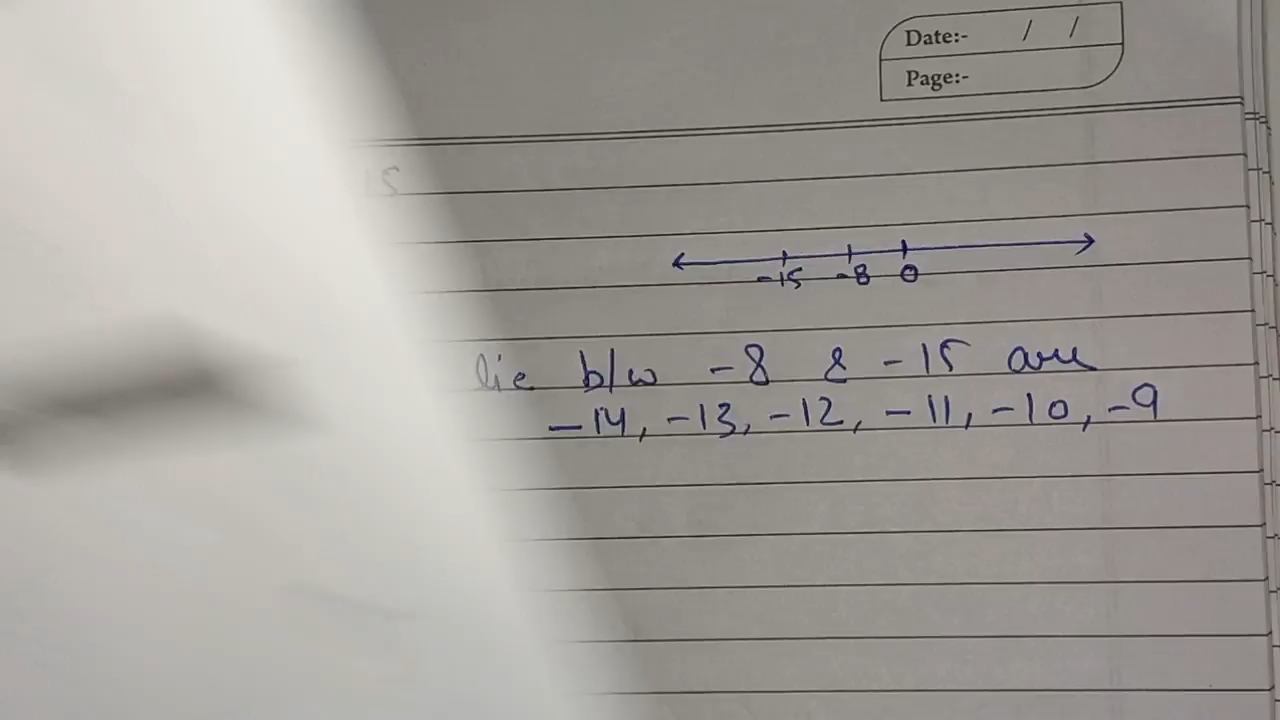 Date:- / /
Page:-
-15 -8 0
lie b/w -8 & -15 are
-14, -13, -12, -11, -10, -9